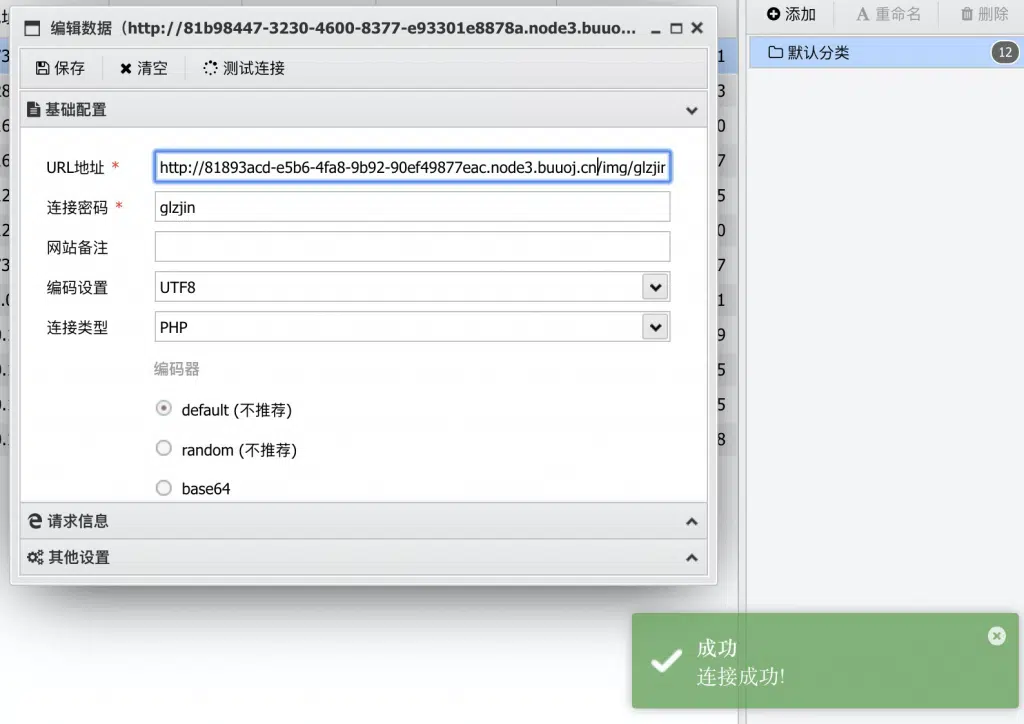 编辑数据（http://81b98447-3230-4600-8377-e93301e8878a.node3.buuo...
保存 清空 测试连接
基础配置
URL地址 * http://81893acd-e5b6-4fa8-9b92-90ef49877eac.node3.buuoj.cn/img/glzjin
连接密码 * glzjin
网站备注
编码设置 UTF8
连接类型 PHP
编码器
default (不推荐)
random (不推荐)
base64
请求信息
其他设置
添加 重命名 删除
默认分类 12
成功
连接成功!